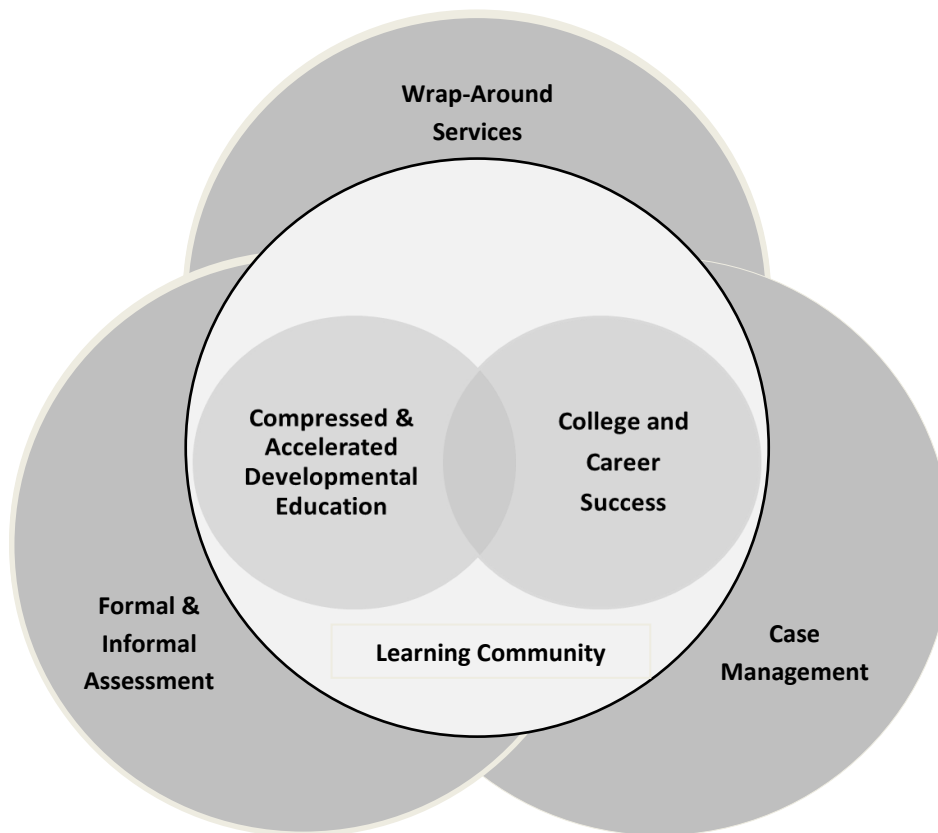 Wrap-Around
Services
Compressed &
Accelerated
Developmental
Education
College and
Career
Success
Formal &
Informal
Assessment
Learning Community
Case
Management